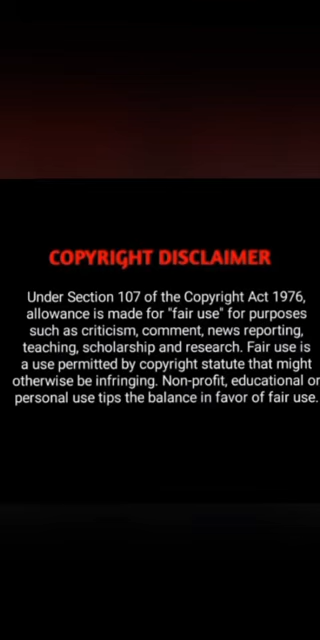 COPYRIGHT DISCLAIMER
Under Section 107 of the Copyright Act 1976,
allowance is made for "fair use" for purposes
such as criticism, comment, news reporting,
teaching, scholarship and research. Fair use is
a use permitted by copyright statute that might
otherwise be infringing. Non-profit, educational or
personal use tips the balance in favor of fair use.